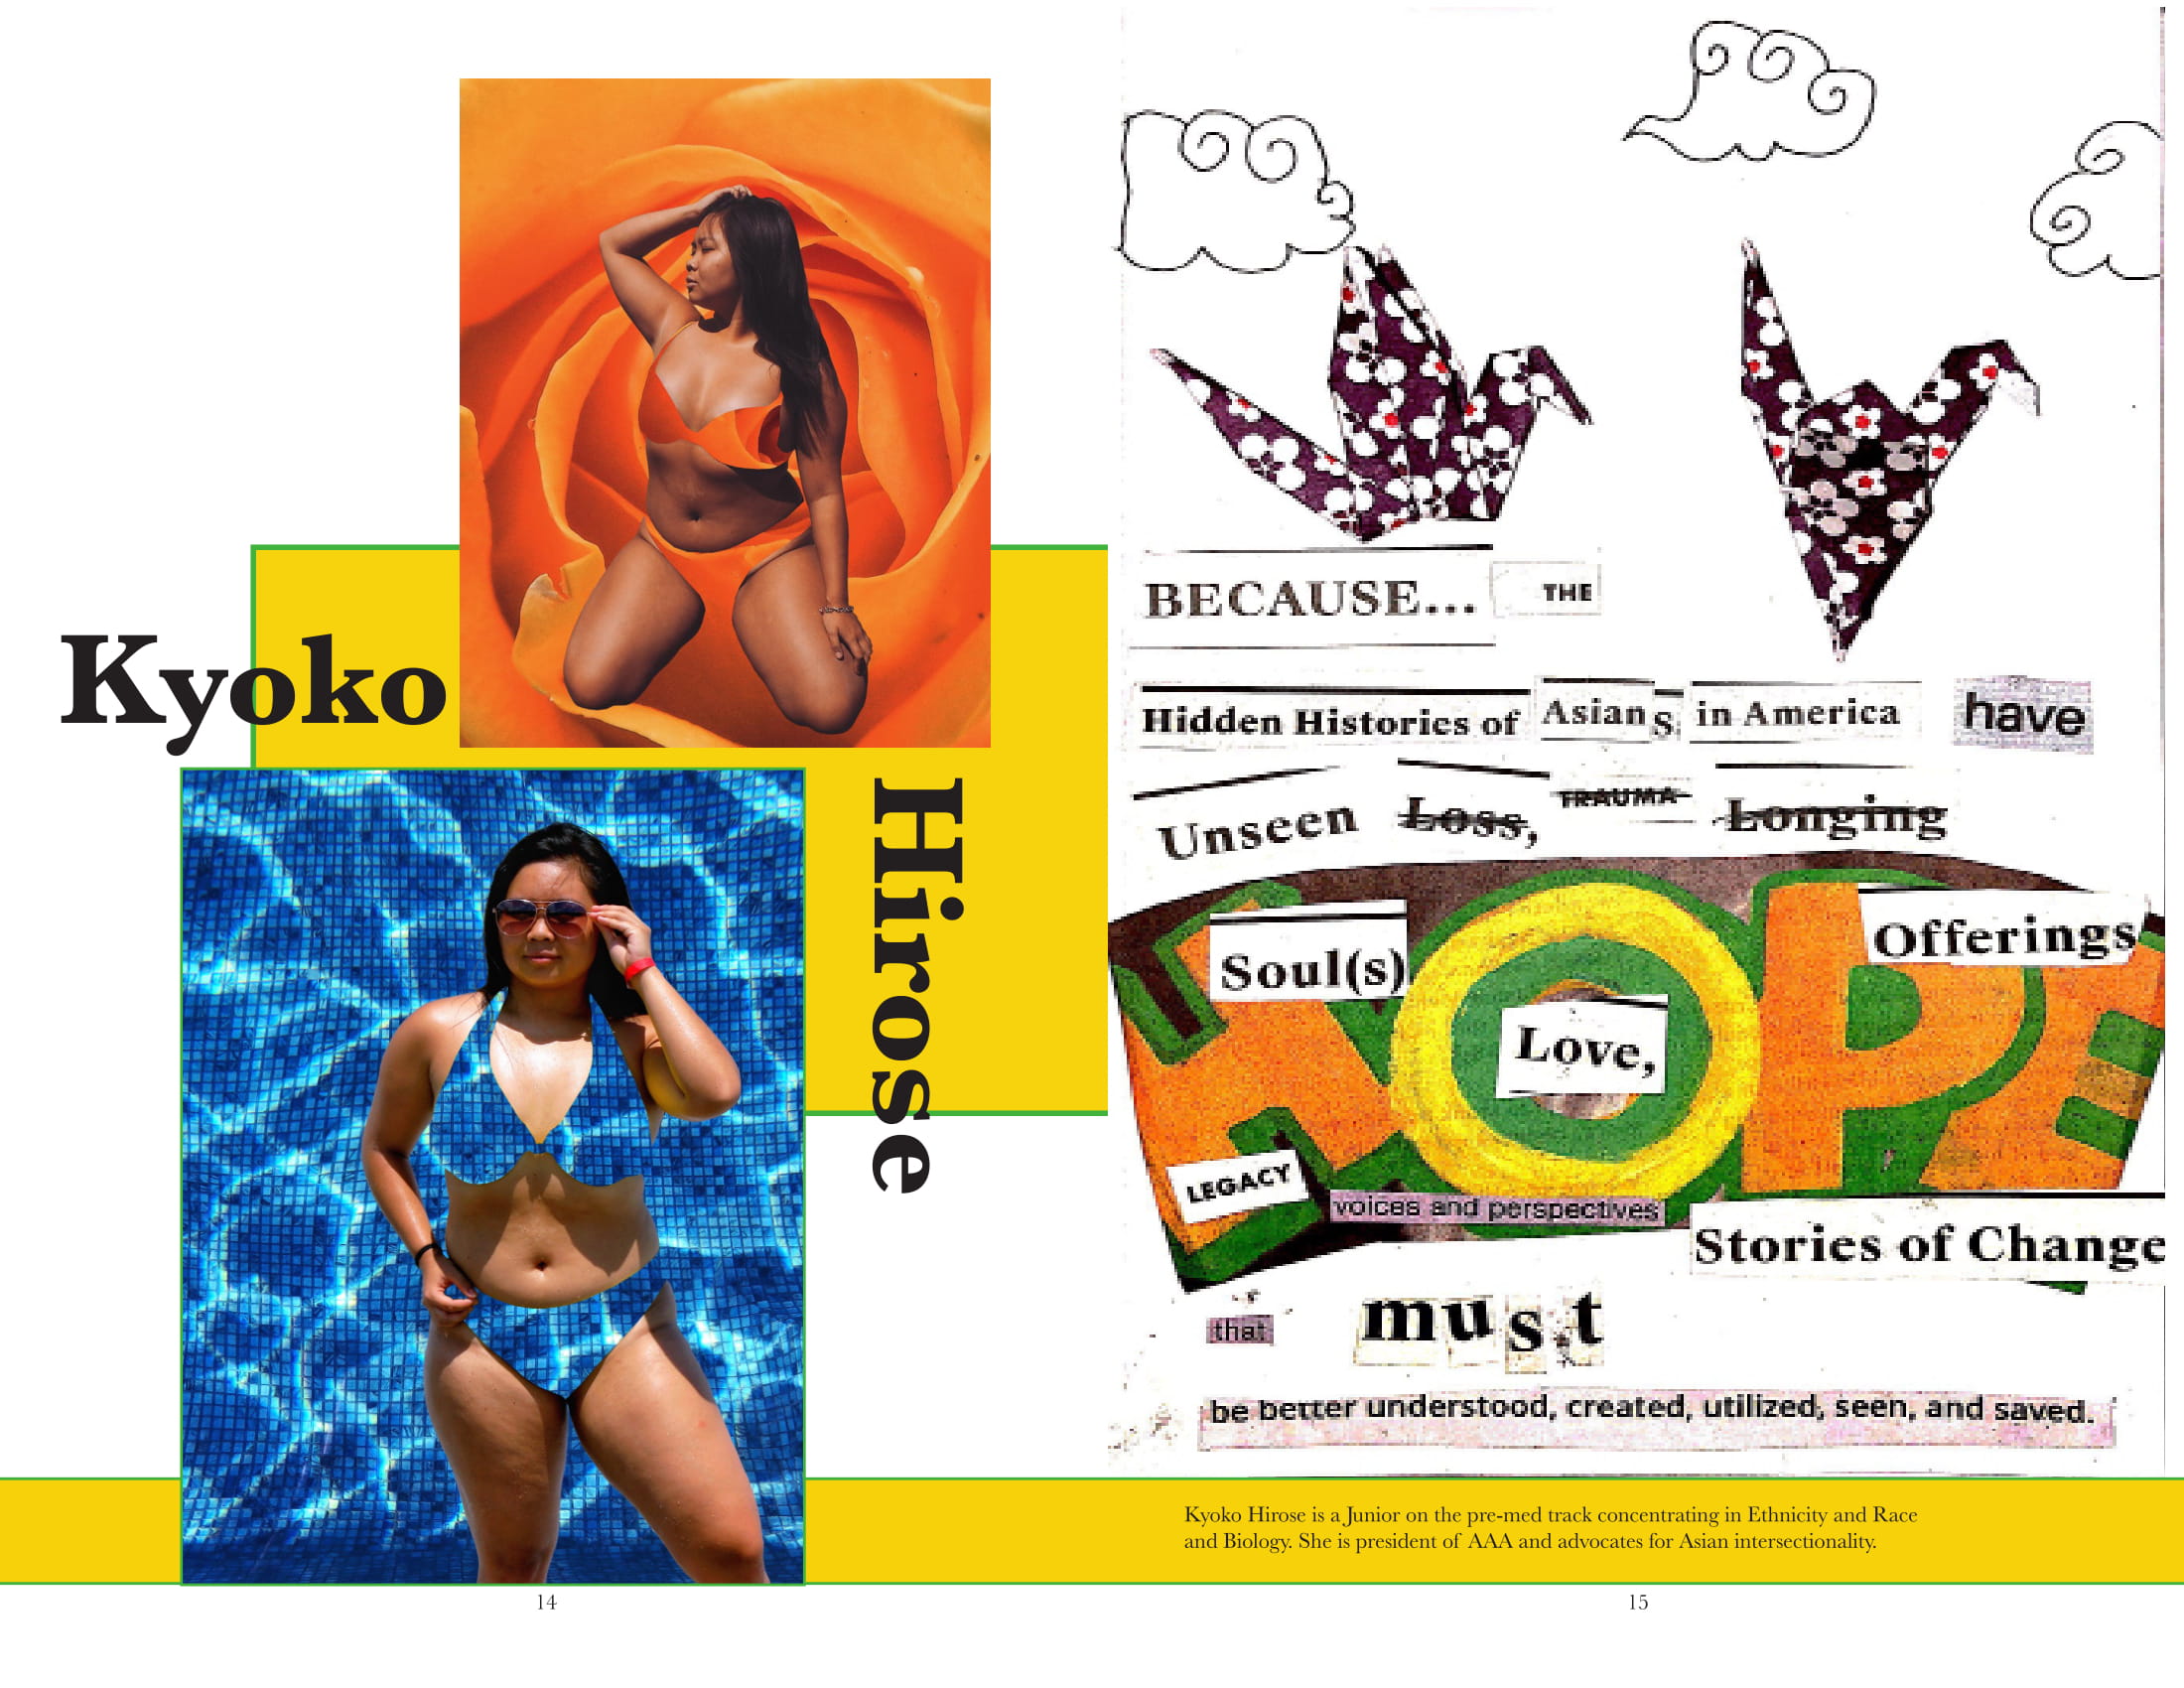 Kyoko
Hirose
14
BECAUSE... THE
Hidden Histories of Asians in America have
Unseen Loss, TRAUMA Longing
HOPE
Soul(s)
Offerings
Love,
LEGACY
voices and perspectives
Stories of Change
that must
be better understood, created, utilized, seen, and saved.
Kyoko Hirose is a Junior on the pre-med track concentrating in Ethnicity and Race
and Biology. She is president of AAA and advocates for Asian intersectionality.
15